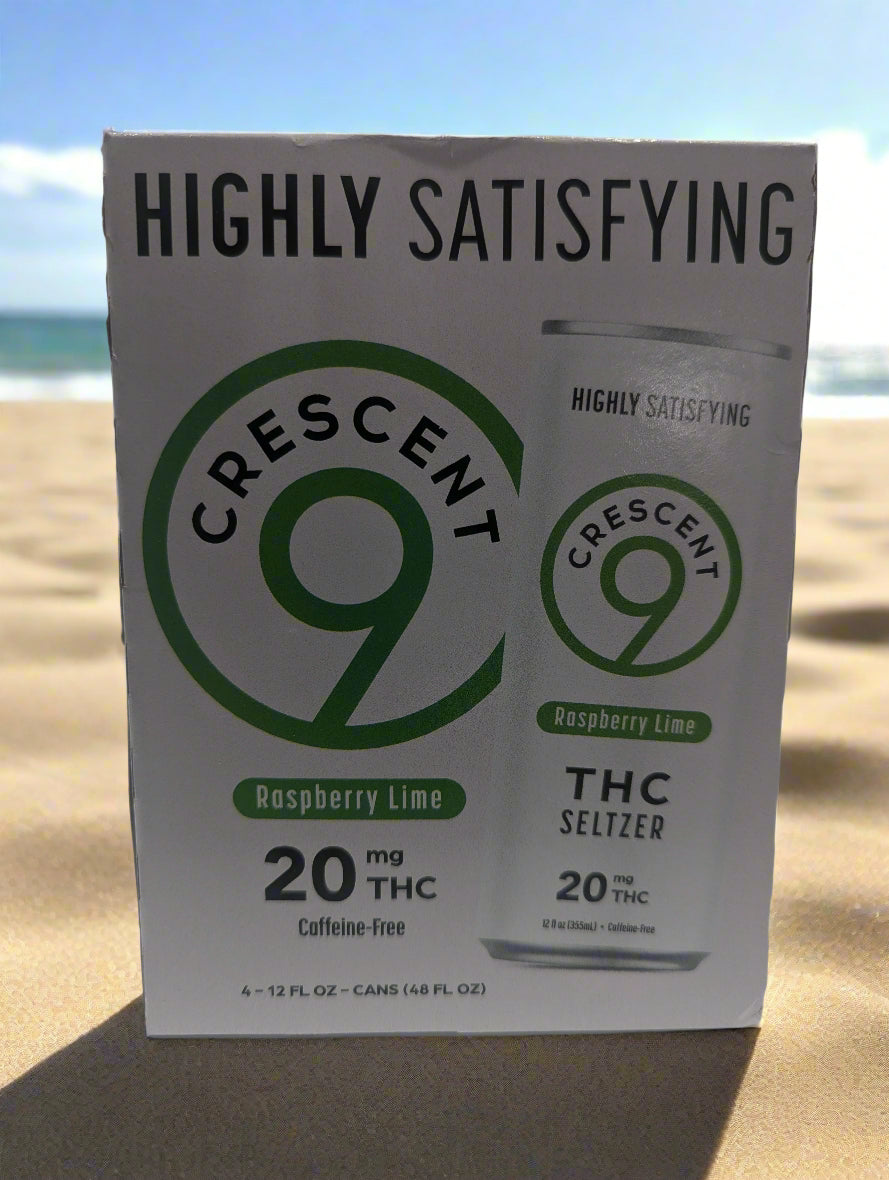 HIGHLY SATISFYING
CRESCENT
9
Raspberry Lime
20 mg
THC
Caffeine-Free
4 – 12 FL OZ – CANS (48 FL OZ)
HIGHLY SATISFYING
CRESCENT
9
Raspberry Lime
THC
SELTZER
20 mg
THC
12 fl oz (355mL) • Caffeine-Free